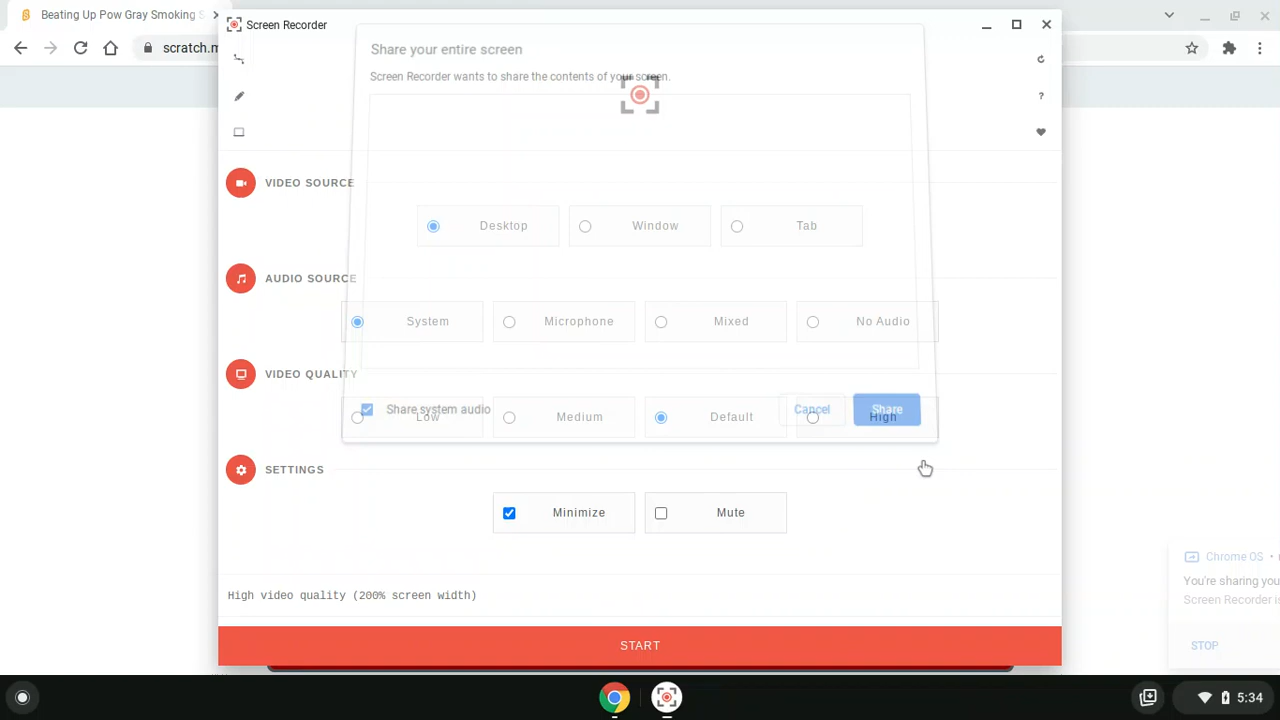 Beating Up Pow Gray Smoking S
Screen Recorder
scratch.m
Share your entire screen
Screen Recorder wants to share the contents of your screen.
?
VIDEO SOURCE
Desktop
Window
Tab
AUDIO SOURCE
System
Microphone
Mixed
No Audio
VIDEO QUALITY
Share system audio
Cancel
Share
Low
Medium
Default
High
SETTINGS
Minimize
Mute
Chrome OS •
You're sharing you
Screen Recorder is
STOP
High video quality (200% screen width)
START
5:34